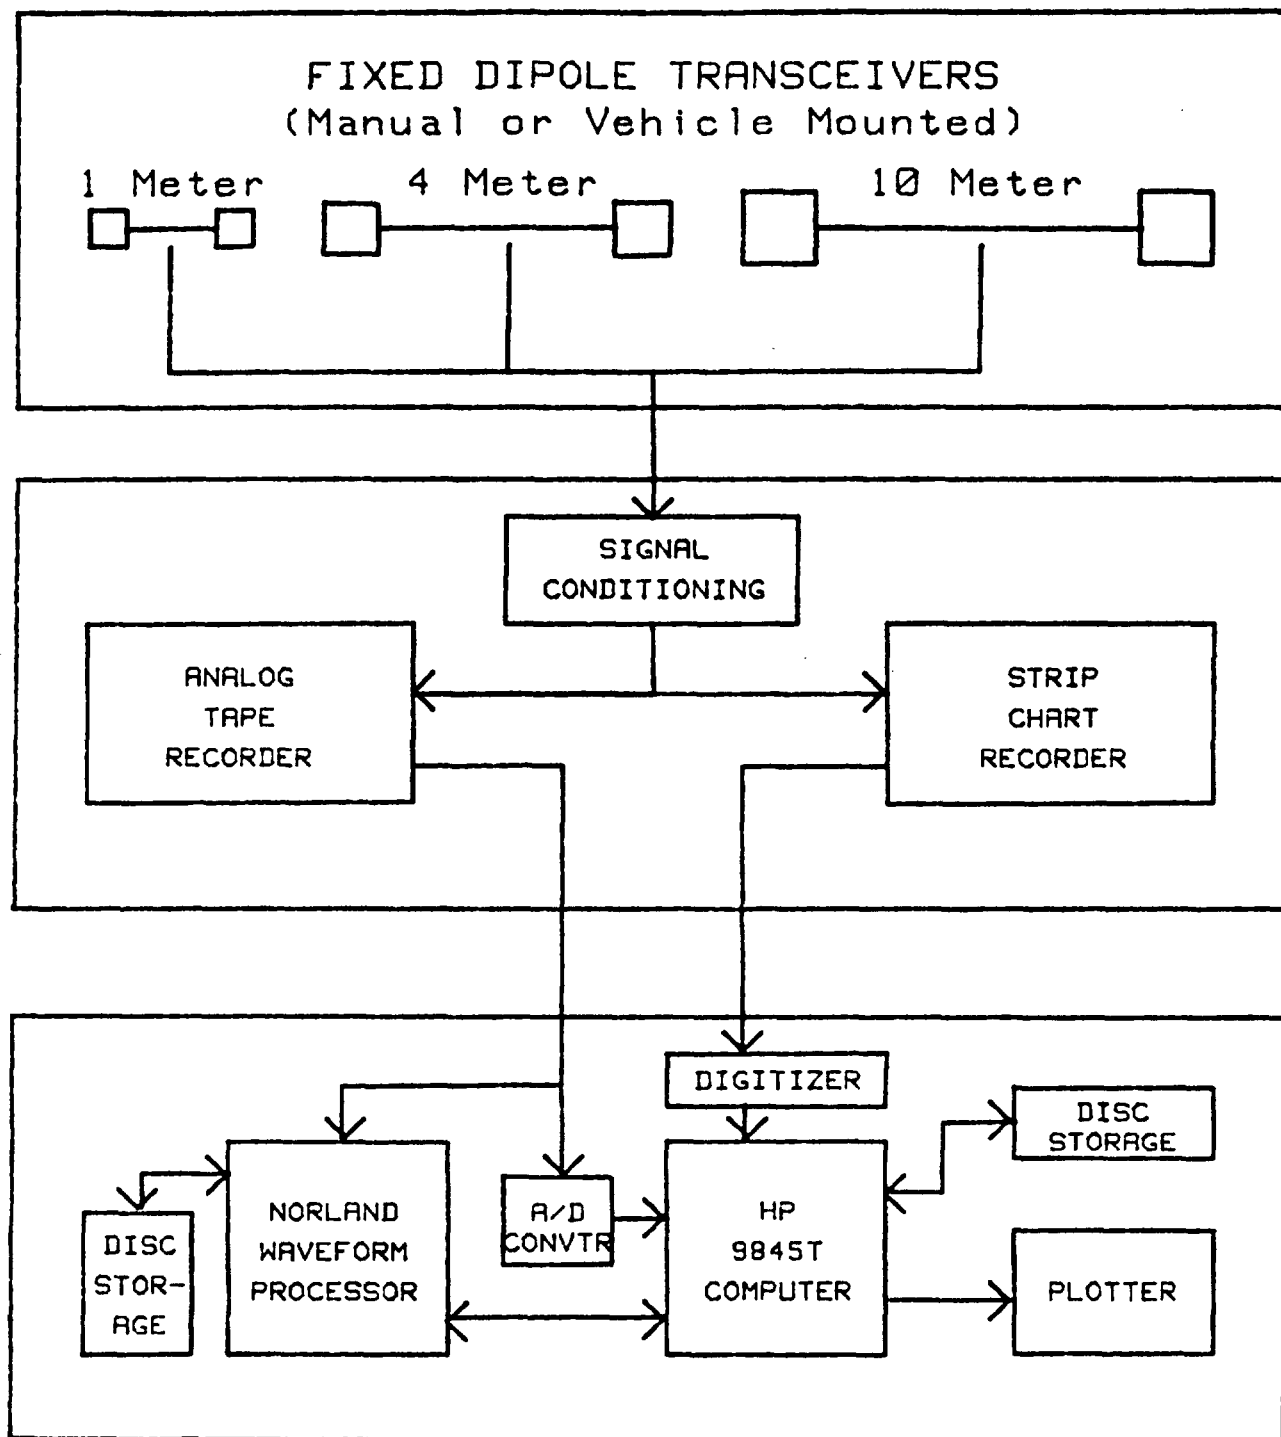 FIXED DIPOLE TRANSCEIVERS
(Manual or Vehicle Mounted)
1 Meter
4 Meter
10 Meter
SIGNAL
CONDITIONING
ANALOG
TAPE
RECORDER
STRIP
CHART
RECORDER
DIGITIZER
DISC
STORAGE
NORLAND
WAVEFORM
PROCESSOR
A/D
CONVTR
HP
9845T
COMPUTER
DISC
STOR-
AGE
PLOTTER